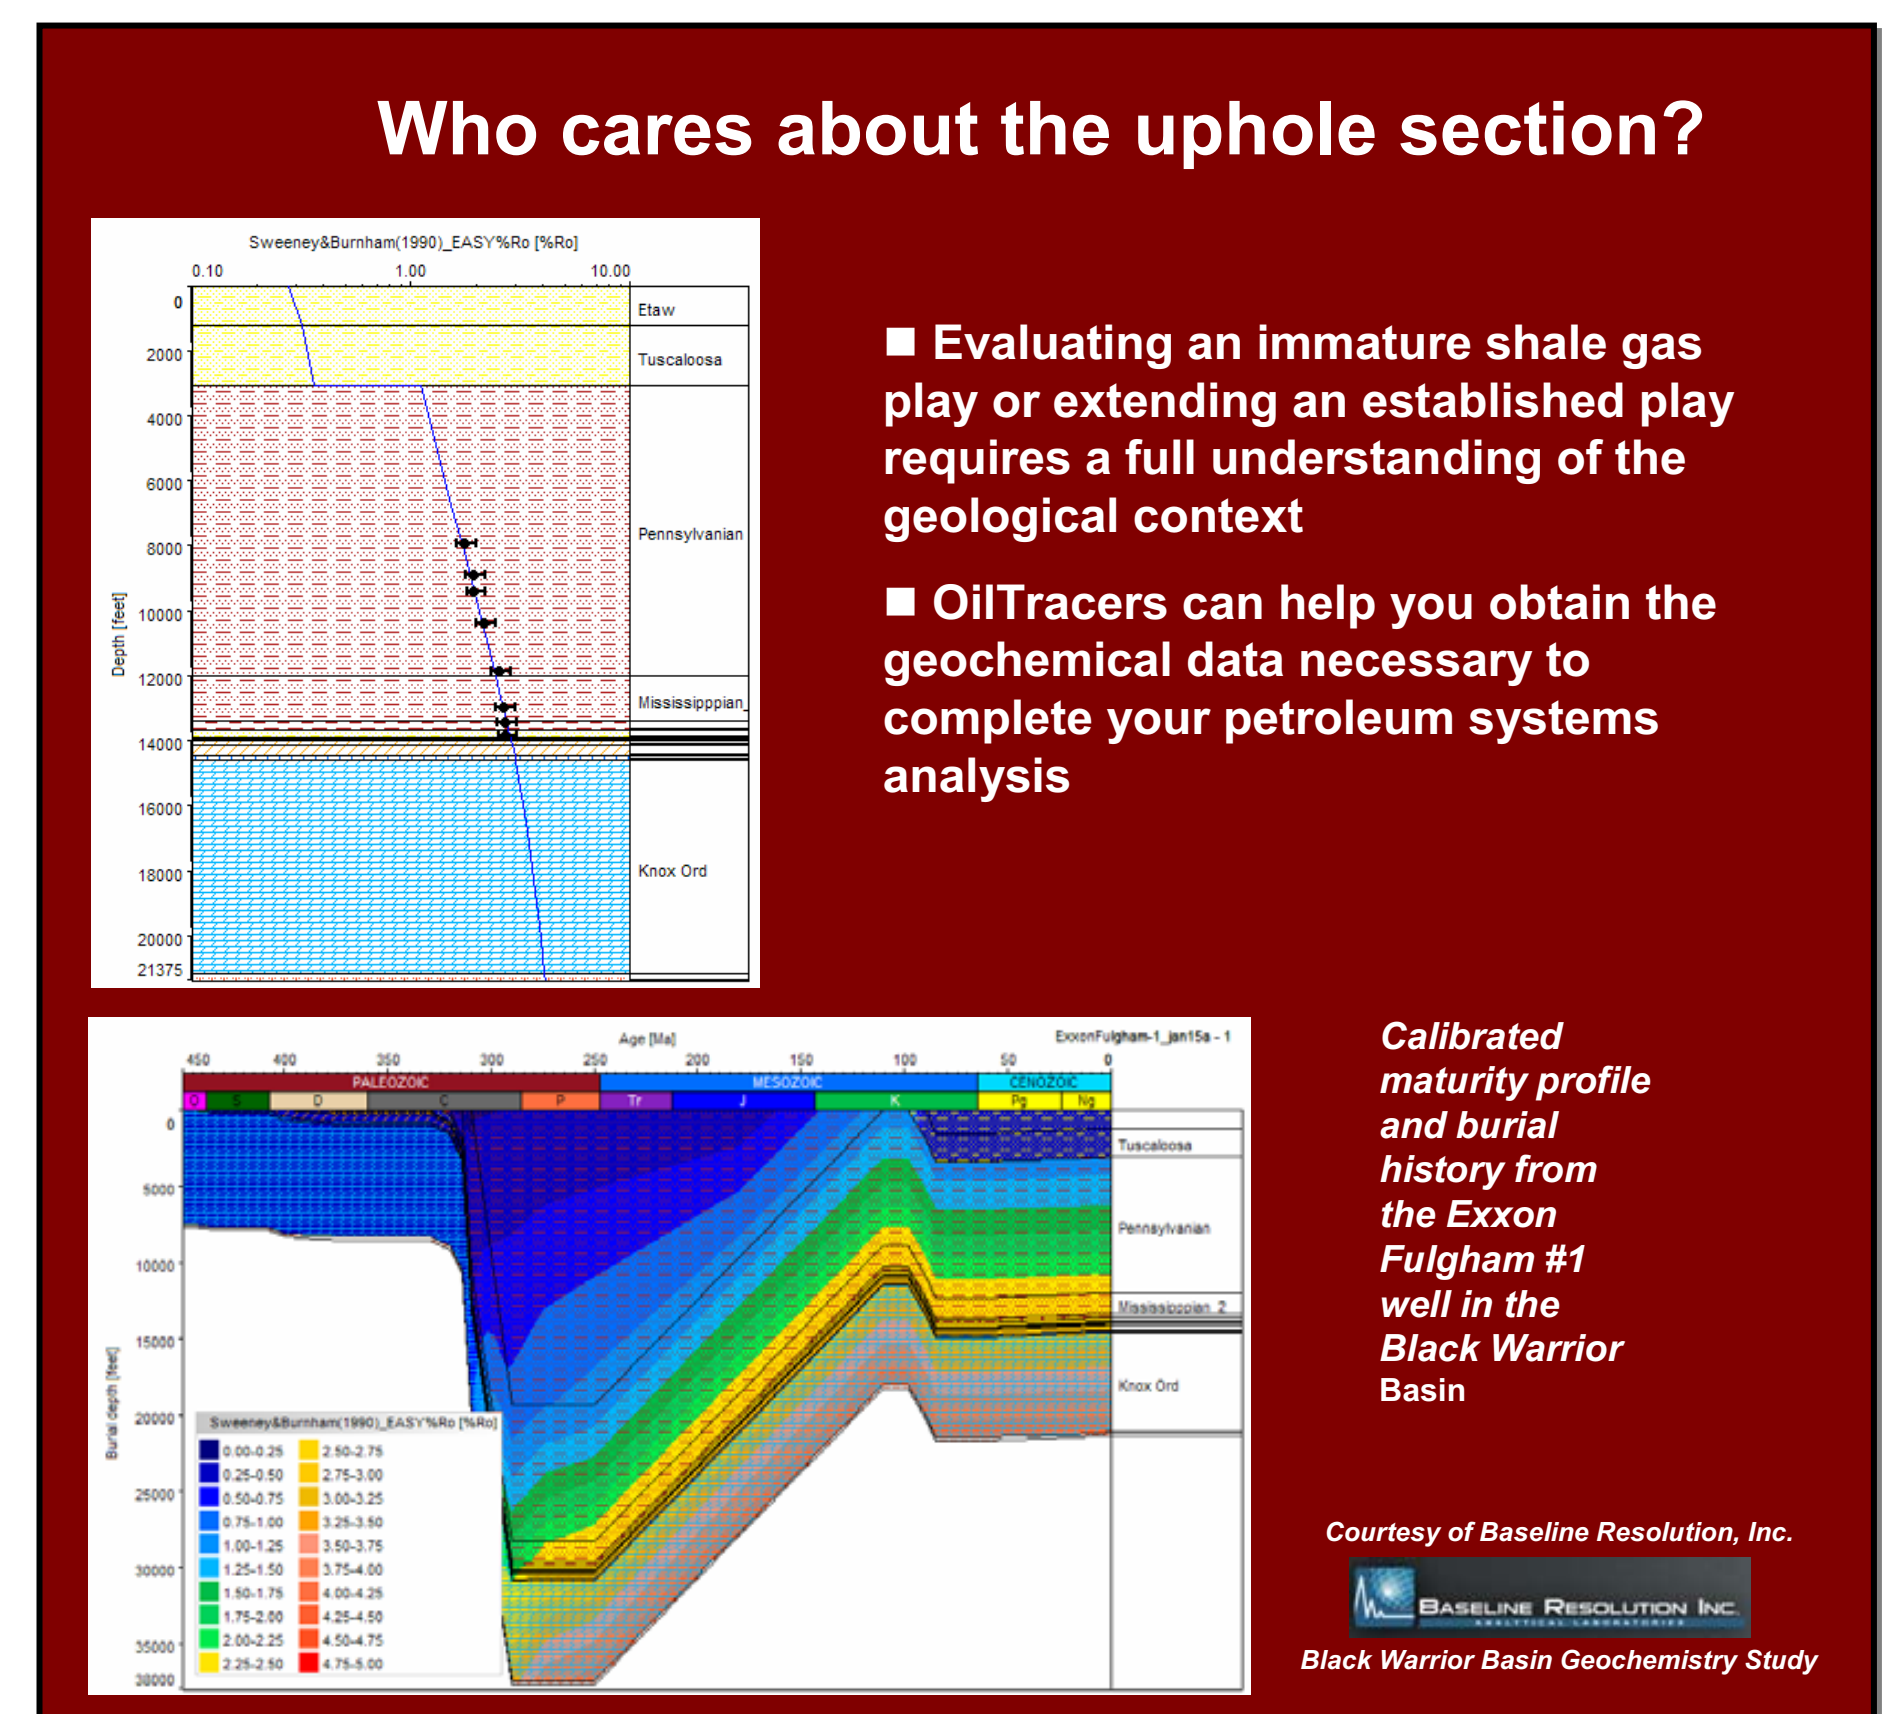 Who cares about the uphole section?
Sweeney&Burnham(1990)_EASY%Ro [%Ro]
0.10 1.00 10.00
0
2000
4000
6000
8000
10000
12000
14000
16000
18000
20000
21375
Depth [feet]
Etaw
Tuscaloosa
Pennsylvanian
Mississipppian_
Knox Ord
■ Evaluating an immature shale gas
play or extending an established play
requires a full understanding of the
geological context
■ OilTracers can help you obtain the
geochemical data necessary to
complete your petroleum systems
analysis
Age [Ma]
ExxonFulgham-1_jan15a - 1
450 400 350 300 250 200 150 100 50 0
PALEOZOIC MESOZOIC CENOZOIC
O S D C P Tr J K Pg Ng
0
5000
10000
15000
20000
25000
30000
35000
38000
Burial depth [feet]
Tuscaloosa
Pennsylvanian
Mississipppian_2
Knox Ord
Sweeney&Burnham(1990)_EASY%Ro [%Ro]
0.00-0.25 2.50-2.75
0.25-0.50 2.75-3.00
0.50-0.75 3.00-3.25
0.75-1.00 3.25-3.50
1.00-1.25 3.50-3.75
1.25-1.50 3.75-4.00
1.50-1.75 4.00-4.25
1.75-2.00 4.25-4.50
2.00-2.25 4.50-4.75
2.25-2.50 4.75-5.00
Calibrated
maturity profile
and burial
history from
the Exxon
Fulgham #1
well in the
Black Warrior
Basin
Courtesy of Baseline Resolution, Inc.
BASELINE RESOLUTION INC.
ANALYTICAL LABORATORIES
Black Warrior Basin Geochemistry Study